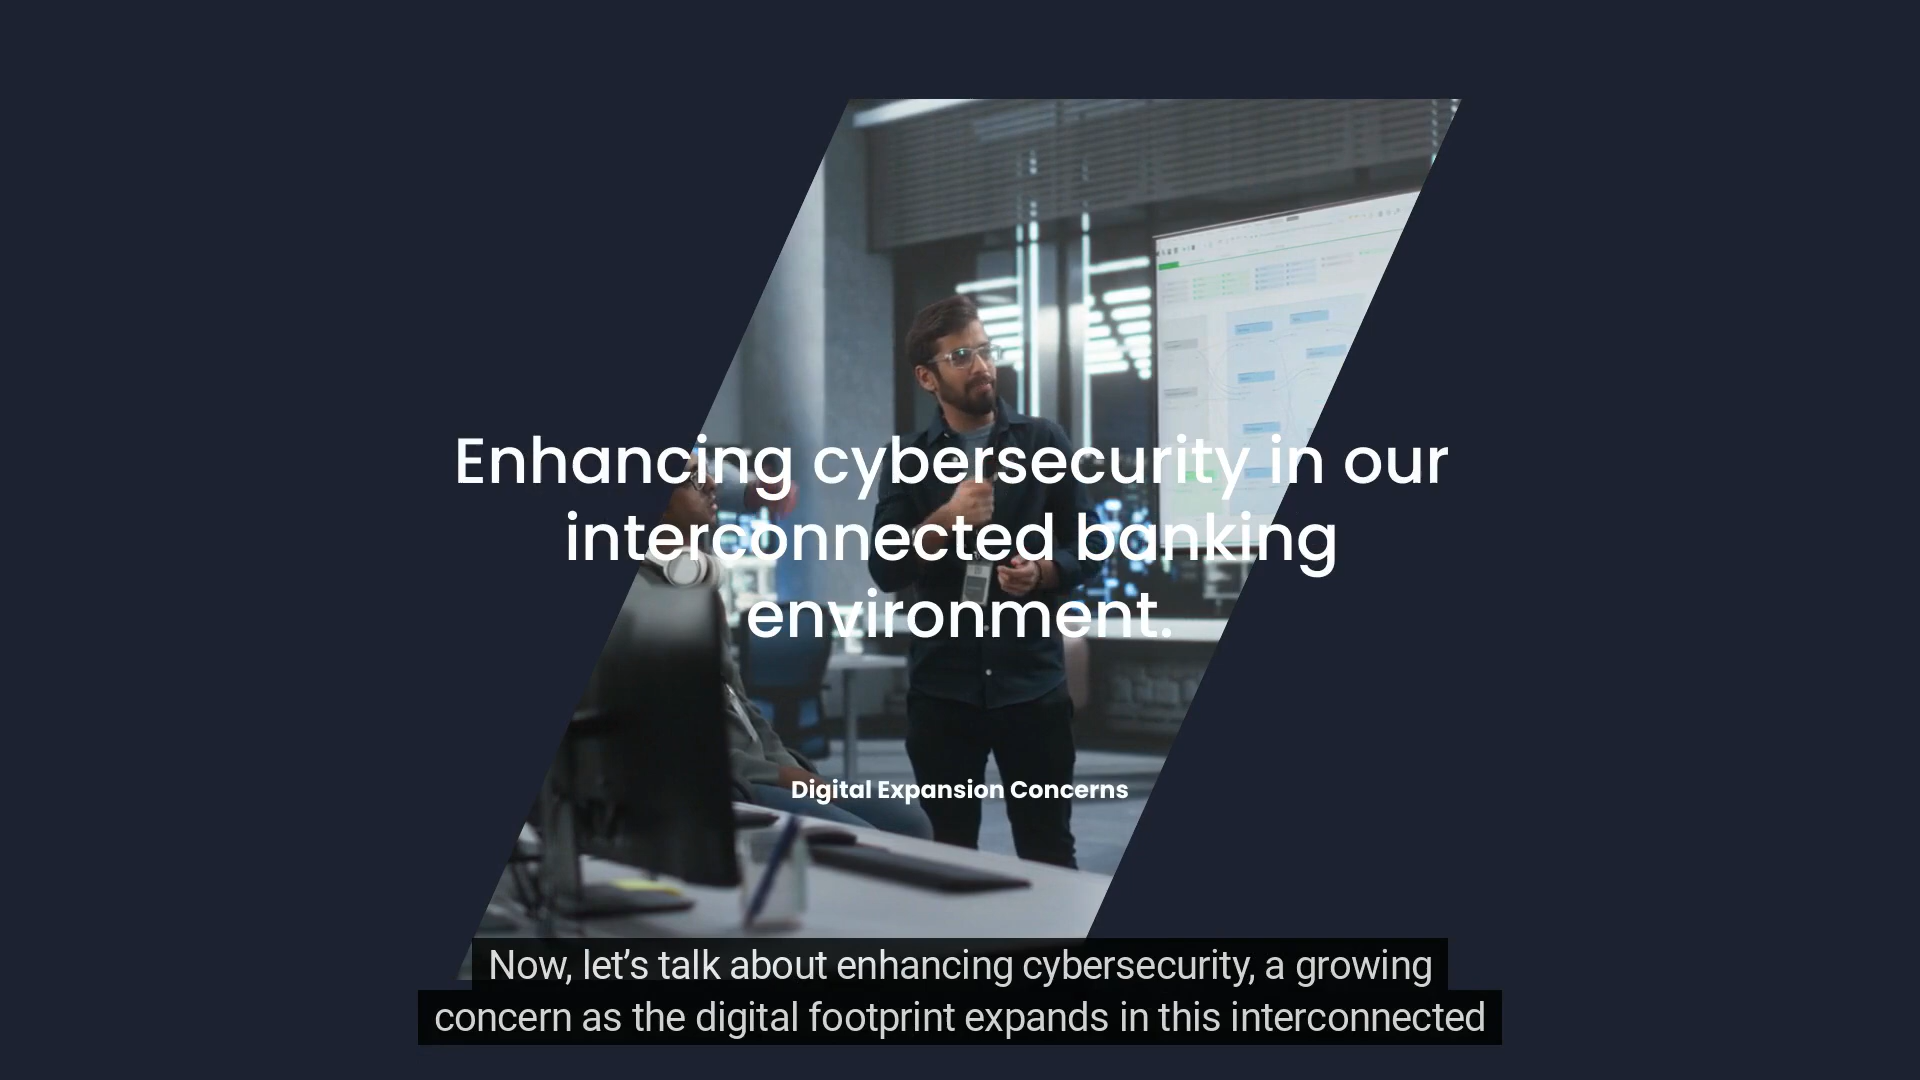 Enhancing cybersecurity in our
interconnected banking
environment.
Digital Expansion Concerns
Now, let’s talk about enhancing cybersecurity, a growing
concern as the digital footprint expands in this interconnected